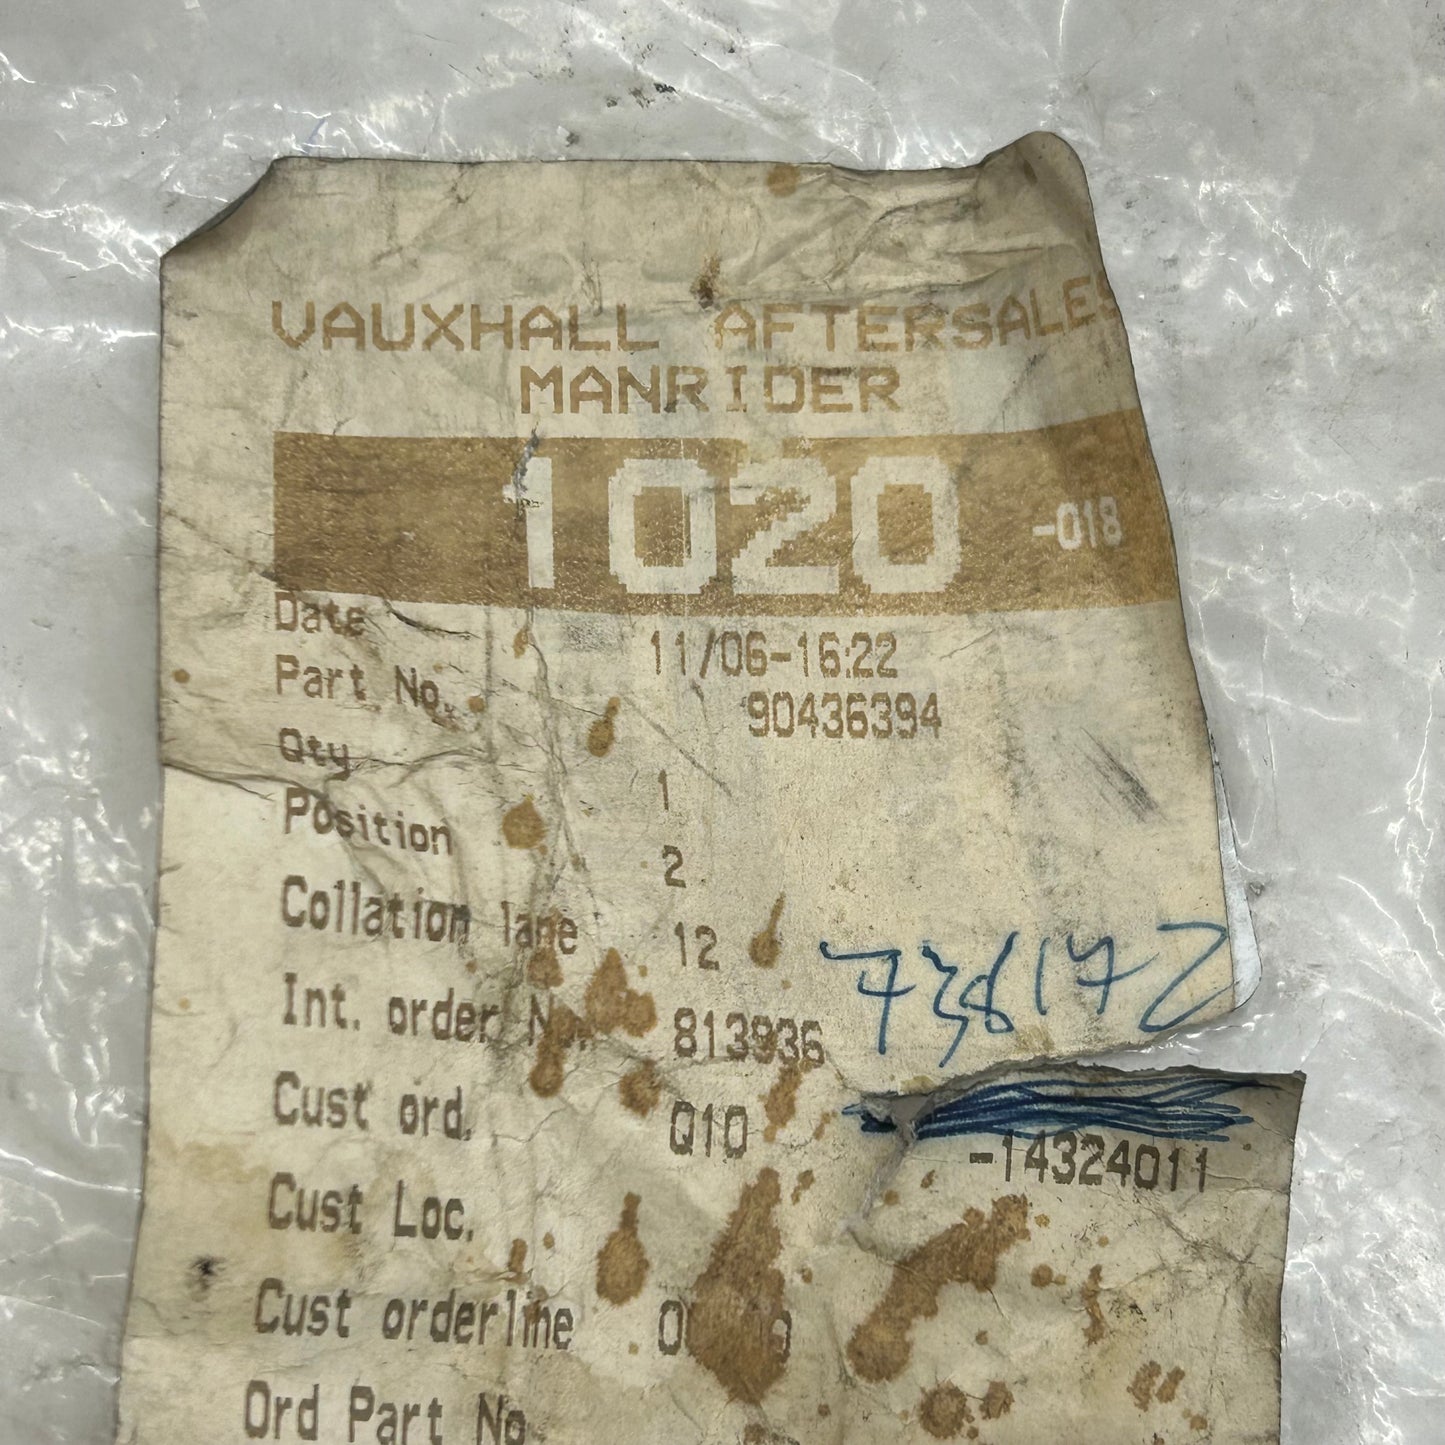 VAUXHALL AFTERSALES
MANRIDER
1020 -018
Date 11/06-16:22
Part No. 90436394
Qty 1
Position 2
Collation lane 12
738172
Int. order No. 813936
Cust ord. Q10 -14324011
Cust Loc.
Cust orderline
Ord Part No